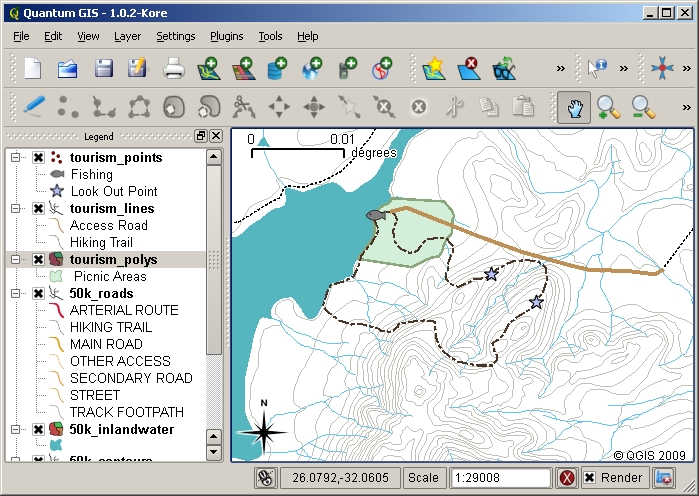 Quantum GIS - 1.0.2-Kore
File Edit View Layer Settings Plugins Tools Help
Legend
tourism_points
Fishing
Look Out Point
tourism_lines
Access Road
Hiking Trail
tourism_polys
Picnic Areas
50k_roads
ARTERIAL ROUTE
HIKING TRAIL
MAIN ROAD
OTHER ACCESS
SECONDARY ROAD
STREET
TRACK FOOTPATH
50k_inlandwater
50k_contours
0 0.01
degrees
N
© QGIS 2009
26.0792,-32.0605 Scale 1:29008 Render